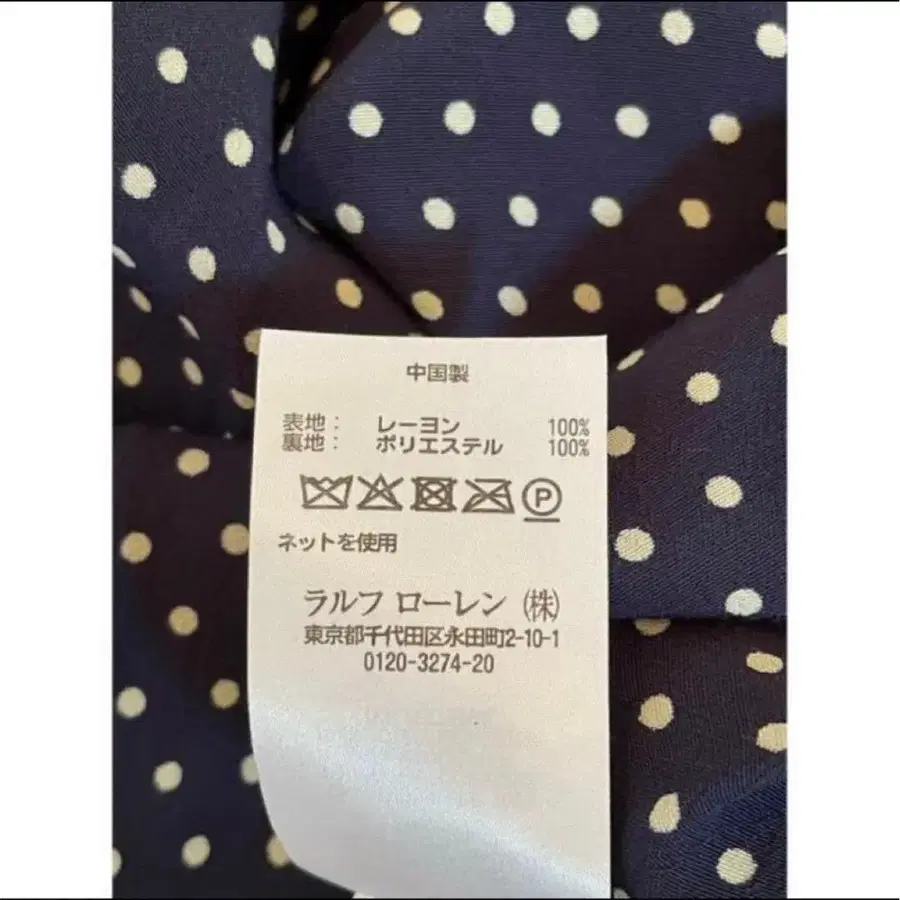 中国製
表地： レーヨン 100%
裏地： ポリエステル 100%
P
ネットを使用
ラルフ ローレン (株)
東京都千代田区永田町2-10-1
0120-3274-20